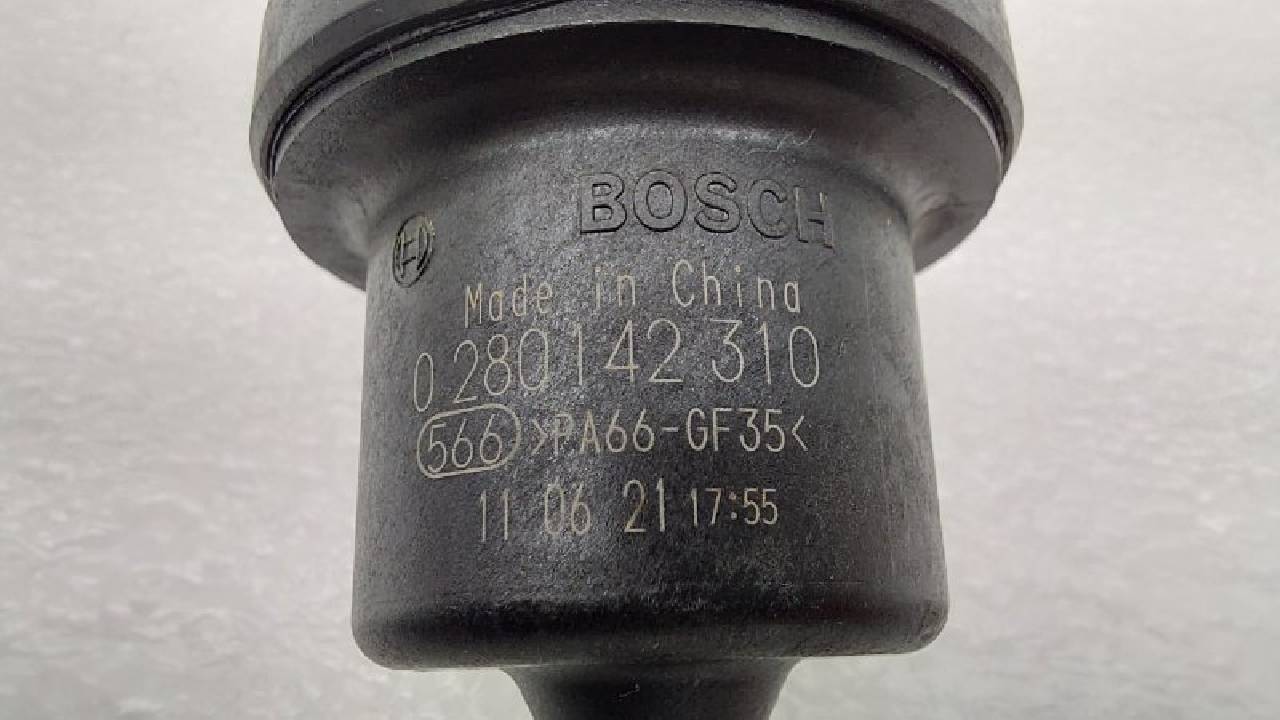 BOSCH
Made in China
0 280 142 310
566 >PA66-GF35<
11 06 21 17:55